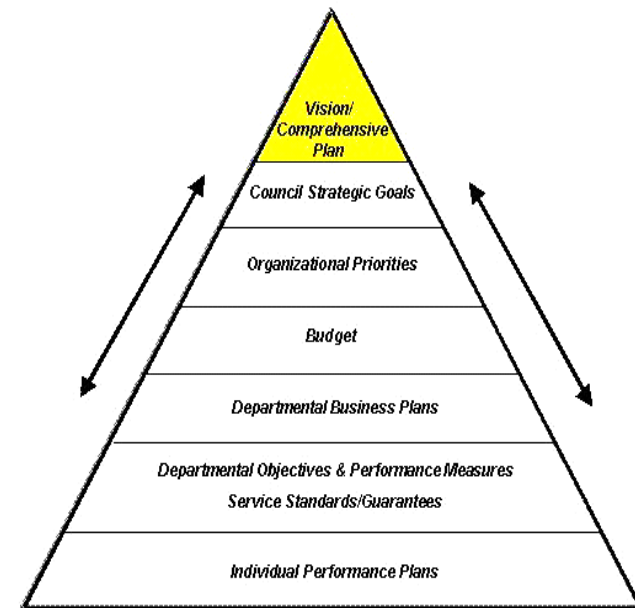 Vision/
Comprehensive
Plan
Council Strategic Goals
Organizational Priorities
Budget
Departmental Business Plans
Departmental Objectives & Performance Measures
Service Standards/Guarantees
Individual Performance Plans